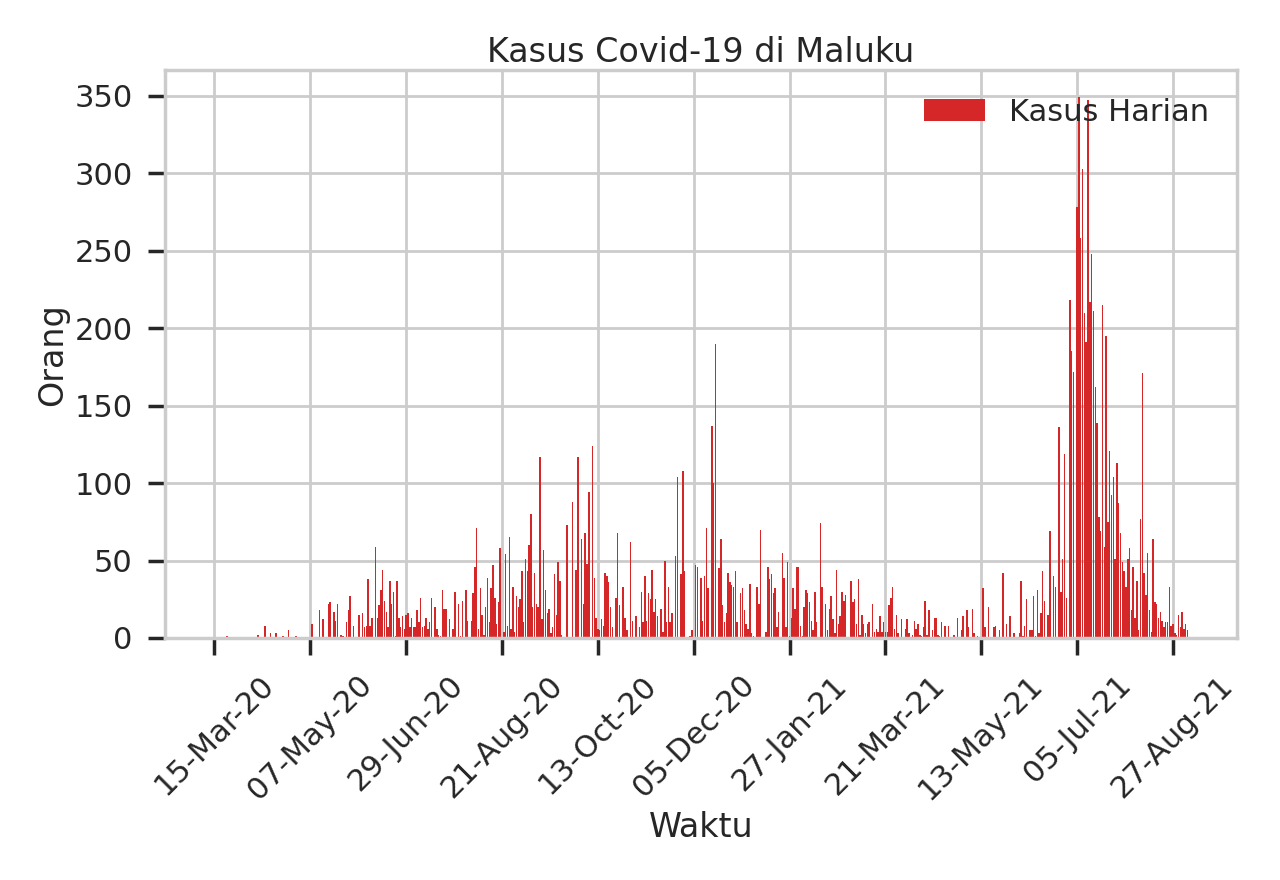 Kasus Covid-19 di Maluku
Kasus Harian
Orang
350
300
250
200
150
100
50
0
15-Mar-20
07-May-20
29-Jun-20
21-Aug-20
13-Oct-20
05-Dec-20
27-Jan-21
21-Mar-21
13-May-21
05-Jul-21
27-Aug-21
Waktu